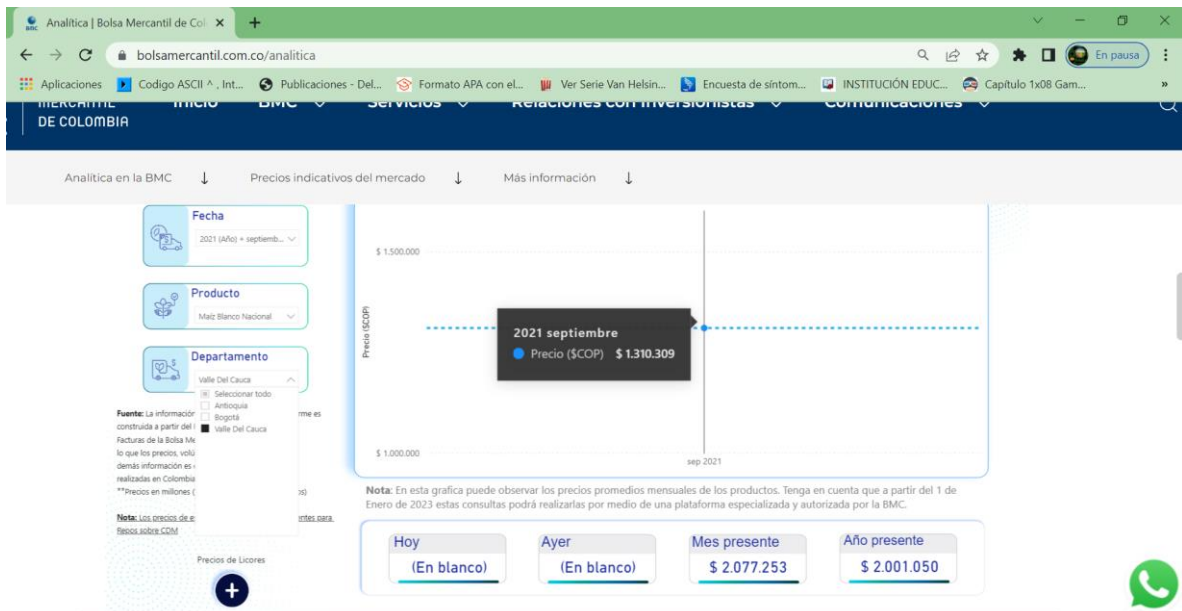 Analítica | Bolsa Mercantil de Col
bolsamercantil.com.co/analitica
En pausa
Aplicaciones
Codigo ASCII ^ , Int...
Publicaciones - Del...
Formato APA con el...
Ver Serie Van Helsin...
Encuesta de síntom...
INSTITUCIÓN EDUC...
Capítulo 1x08 Gam...
»
MERCANTIL
DE COLOMBIA
Inicio
BMC
Servicios
Relaciones con inversionistas
Comunicaciones
Analítica en la BMC ↓
Precios indicativos del mercado ↓
Más información ↓
Fecha
2021 (Año) + septiemb...
Producto
Maíz Blanco Nacional
Departamento
Valle Del Cauca
Seleccionar todo
Antioquia
Bogotá
Valle Del Cauca
Fuente: La información
rme es
construida a partir del
Facturas de la Bolsa Me
lo que los precios, volú
demás información es
realizadas en Colombia
**Precios en millones (
os)
Nota: Los precios de e
entes para
Repos sobre CDM
Precios de Licores
+
Precio ($COP)
$ 1.500.000
2021 septiembre
Precio ($COP) $ 1.310.309
$ 1.000.000
sep 2021
Nota: En esta grafica puede observar los precios promedios mensuales de los productos. Tenga en cuenta que a partir del 1 de
Enero de 2023 estas consultas podrá realizarlas por medio de una plataforma especializada y autorizada por la BMC.
Hoy
(En blanco)
Ayer
(En blanco)
Mes presente
$ 2.077.253
Año presente
$ 2.001.050